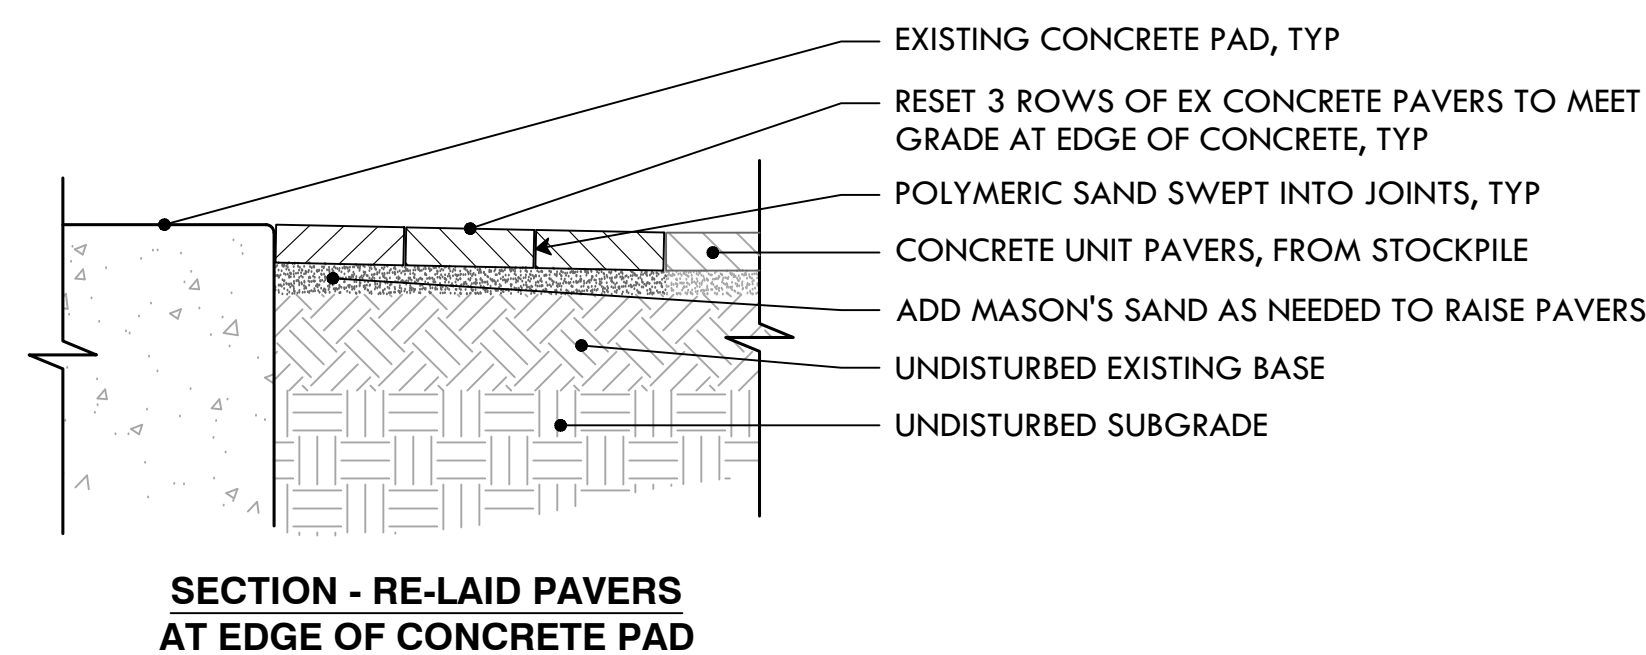 EXISTING CONCRETE PAD, TYP
RESET 3 ROWS OF EX CONCRETE PAVERS TO MEET
GRADE AT EDGE OF CONCRETE, TYP
POLYMERIC SAND SWEPT INTO JOINTS, TYP
CONCRETE UNIT PAVERS, FROM STOCKPILE
ADD MASON'S SAND AS NEEDED TO RAISE PAVERS
UNDISTURBED EXISTING BASE
UNDISTURBED SUBGRADE
SECTION - RE-LAID PAVERS
AT EDGE OF CONCRETE PAD